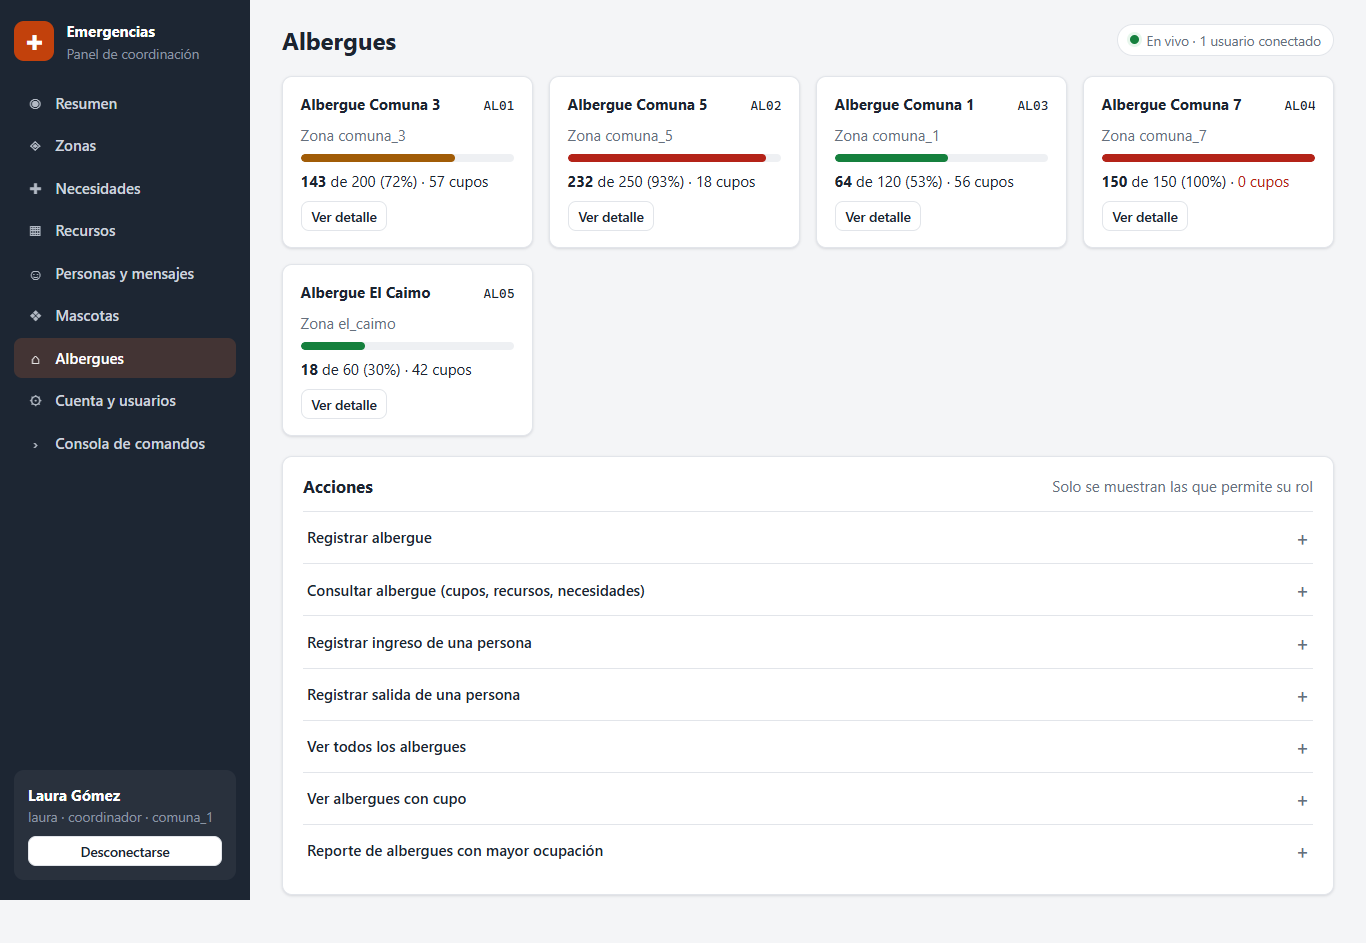 Emergencias
Panel de coordinación
Resumen
Zonas
Necesidades
Recursos
Personas y mensajes
Mascotas
Albergues
Cuenta y usuarios
Consola de comandos
Laura Gómez
laura · coordinador · comuna_1
Desconectarse
Albergues
En vivo · 1 usuario conectado
Albergue Comuna 3 AL01
Zona comuna_3
143 de 200 (72%) · 57 cupos
Ver detalle
Albergue Comuna 5 AL02
Zona comuna_5
232 de 250 (93%) · 18 cupos
Ver detalle
Albergue Comuna 1 AL03
Zona comuna_1
64 de 120 (53%) · 56 cupos
Ver detalle
Albergue Comuna 7 AL04
Zona comuna_7
150 de 150 (100%) · 0 cupos
Ver detalle
Albergue El Caimo AL05
Zona el_caimo
18 de 60 (30%) · 42 cupos
Ver detalle
Acciones Solo se muestran las que permite su rol
Registrar albergue +
Consultar albergue (cupos, recursos, necesidades) +
Registrar ingreso de una persona +
Registrar salida de una persona +
Ver todos los albergues +
Ver albergues con cupo +
Reporte de albergues con mayor ocupación +